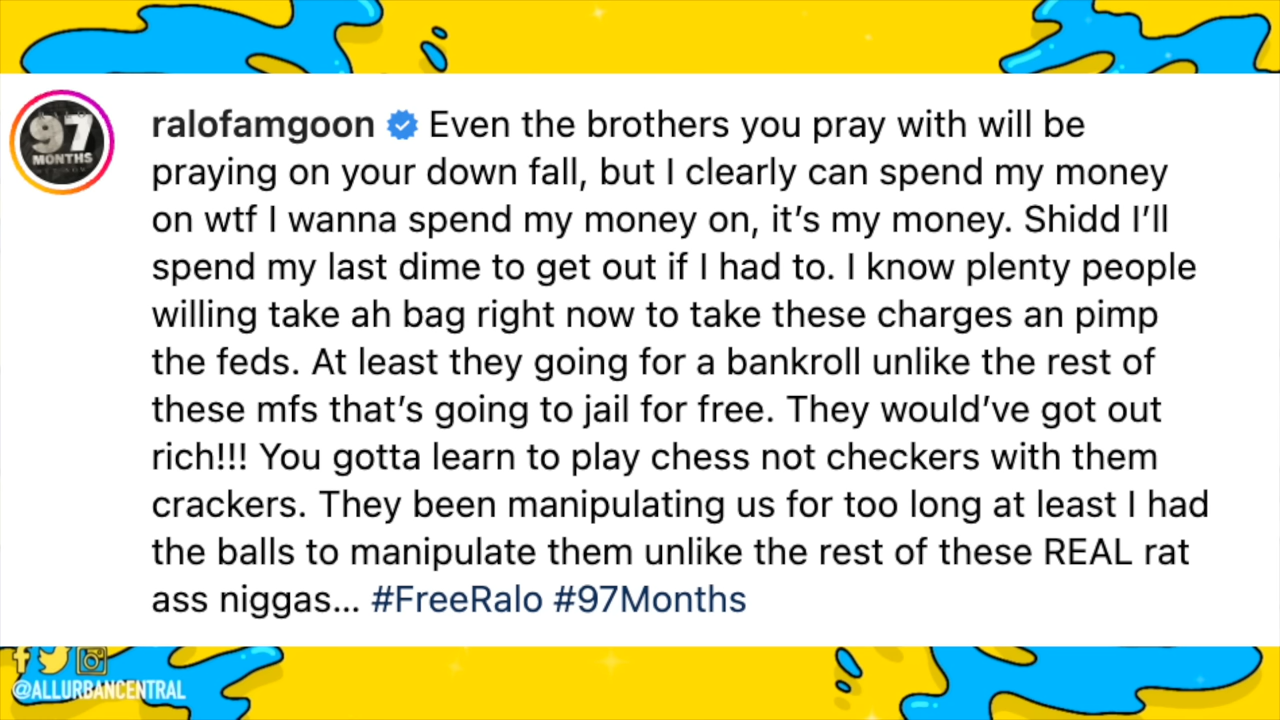 97
MONTHS
ralofamgoon Even the brothers you pray with will be
praying on your down fall, but I clearly can spend my money
on wtf I wanna spend my money on, it’s my money. Shidd I’ll
spend my last dime to get out if I had to. I know plenty people
willing take ah bag right now to take these charges an pimp
the feds. At least they going for a bankroll unlike the rest of
these mfs that’s going to jail for free. They would’ve got out
rich!!! You gotta learn to play chess not checkers with them
crackers. They been manipulating us for too long at least I had
the balls to manipulate them unlike the rest of these REAL rat
ass niggas... #FreeRalo #97Months
@ALLURBANCENTRAL